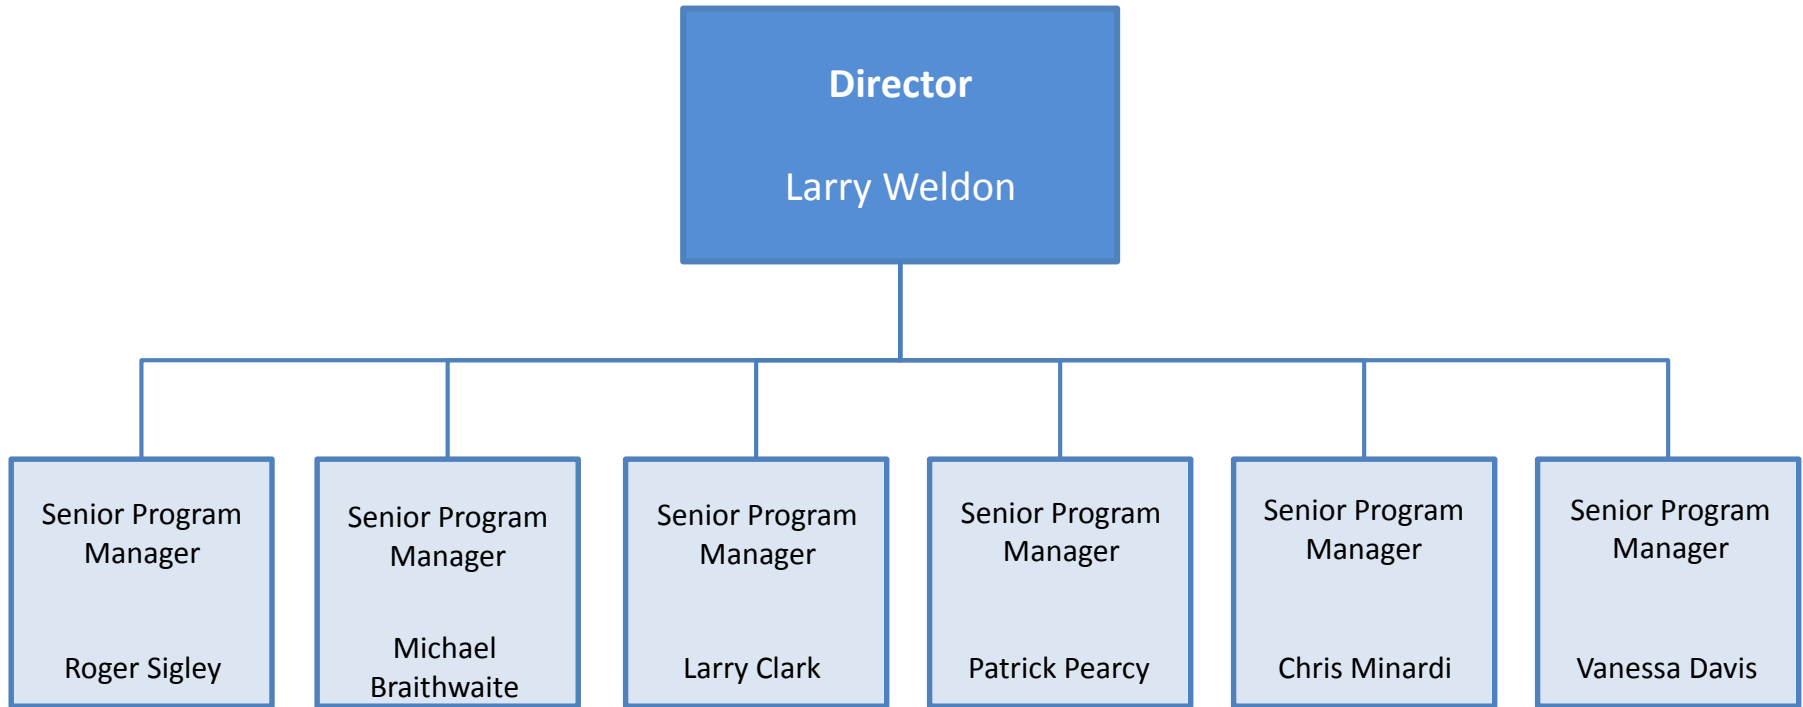 Director
Larry Weldon
Senior Program
Manager
Roger Sigley
Senior Program
Manager
Michael
Braithwaite
Senior Program
Manager
Larry Clark
Senior Program
Manager
Patrick Pearcy
Senior Program
Manager
Chris Minardi
Senior Program
Manager
Vanessa Davis